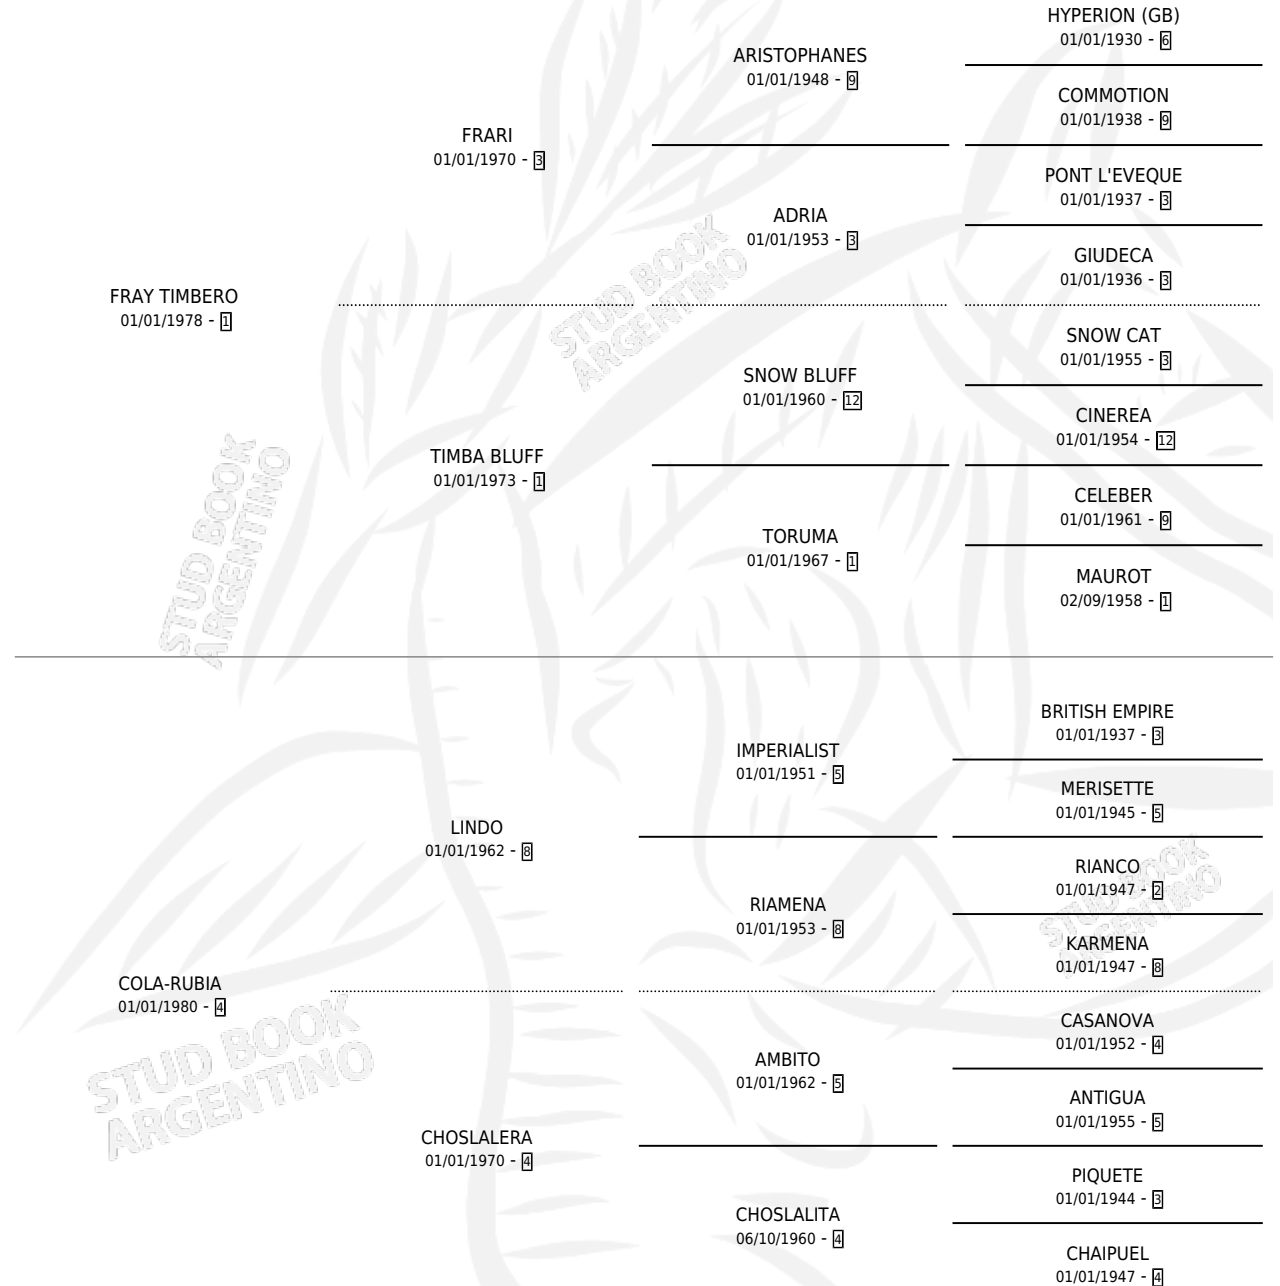 HYPERION (GB)
01/01/1930 - 6
ARISTOPHANES
01/01/1948 - 9
COMMOTION
01/01/1938 - 9
FRARI
01/01/1970 - 3
PONT L'EVEQUE
01/01/1937 - 3
ADRIA
01/01/1953 - 3
GIUDECA
01/01/1936 - 3
FRAY TIMBERO
01/01/1978 - 1
SNOW CAT
01/01/1955 - 3
SNOW BLUFF
01/01/1960 - 12
CINEREA
01/01/1954 - 12
TIMBA BLUFF
01/01/1973 - 1
CELEBER
01/01/1961 - 9
TORUMA
01/01/1967 - 1
MAUROT
02/09/1958 - 1
BRITISH EMPIRE
01/01/1937 - 3
IMPERIALIST
01/01/1951 - 5
MERISETTE
01/01/1945 - 5
LINDO
01/01/1962 - 8
RIANCO
01/01/1947 - 2
RIAMENA
01/01/1953 - 8
KARMENA
01/01/1947 - 8
COLA-RUBIA
01/01/1980 - 4
CASANOVA
01/01/1952 - 4
AMBITO
01/01/1962 - 5
ANTIGUA
01/01/1955 - 5
CHOSLALERA
01/01/1970 - 4
PIQUETE
01/01/1944 - 3
CHOSLALITA
06/10/1960 - 4
CHAIPUEL
01/01/1947 - 4
STUD BOOK
ARGENTINO
STUD BOOK
ARGENTINO
STUD BOOK
ARGENTINO
STUD BOOK
ARGENTINO